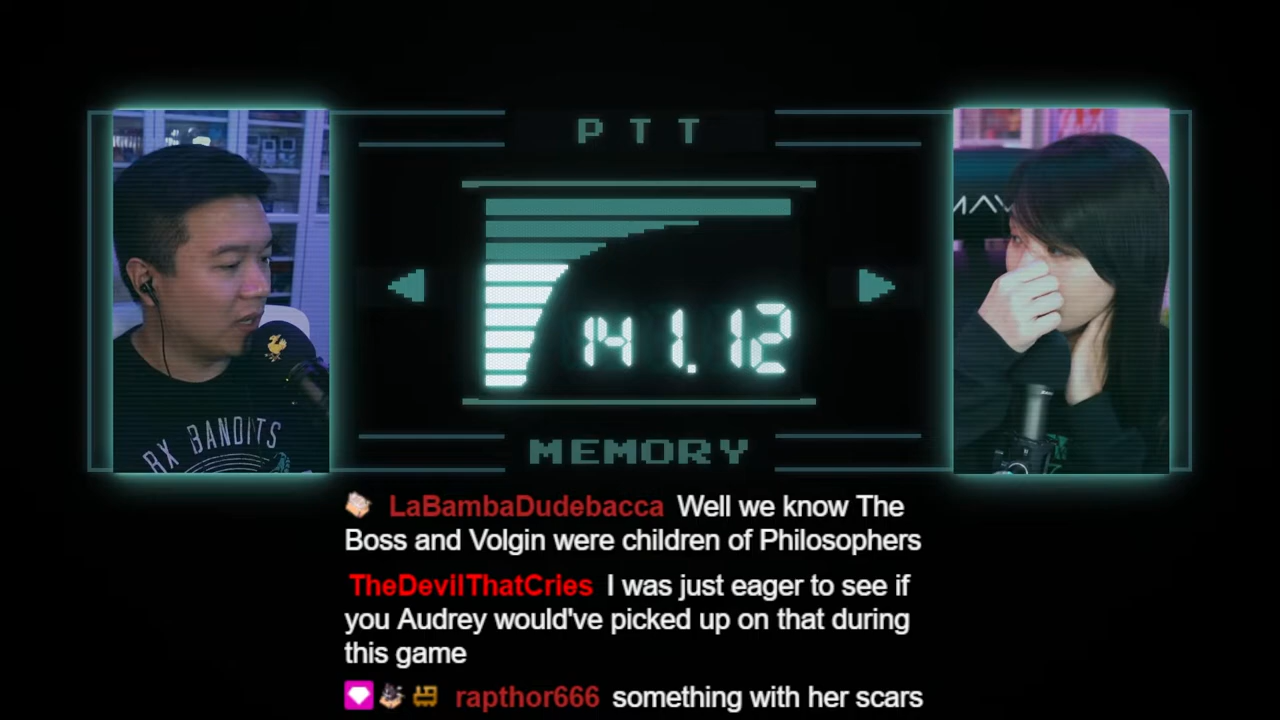 PTT
RX BANDITS
MAV
141.12
MEMORY
LaBambaDudebacca Well we know The
Boss and Volgin were children of Philosophers
TheDevilThatCries I was just eager to see if
you Audrey would've picked up on that during
this game
rapthor666 something with her scars